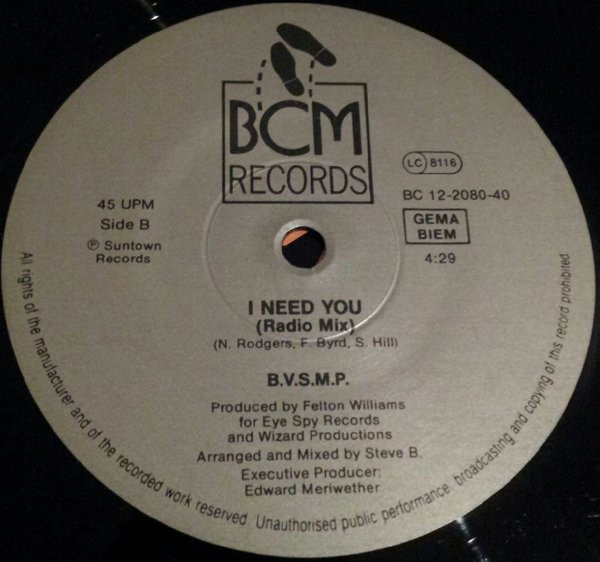 BCM
RECORDS
LC 8116
BC 12-2080-40
GEMA
BIEM
4:29
45 UPM
Side B
℗ Suntown
Records
I NEED YOU
(Radio Mix)
(N. Rodgers, F. Byrd, S. Hill)
B.V.S.M.P.
Produced by Felton Williams
for Eye Spy Records
and Wizard Productions
Arranged and Mixed by Steve B.
Executive Producer:
Edward Meriwether
All rights of the manufacturer and of the recorded work reserved. Unauthorised public performance, broadcasting and copying of this record prohibited